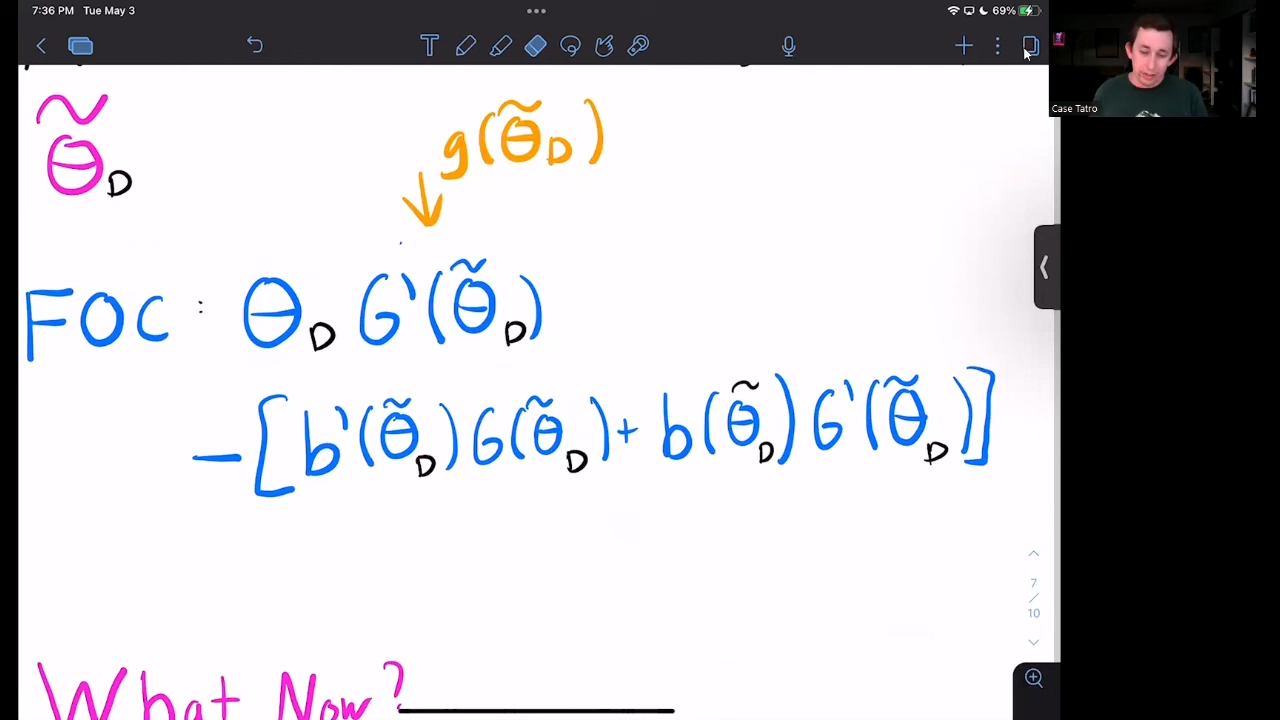 7:36 PM Tue May 3
69%
Case Tatro
θ̃_D
g(θ̃_D)
↓
FOC : θ_D G'(θ̃_D)
-[b'(θ̃_D)G(θ̃_D)+b(θ̃_D)G'(θ̃_D)]
7
/
10
What Now?